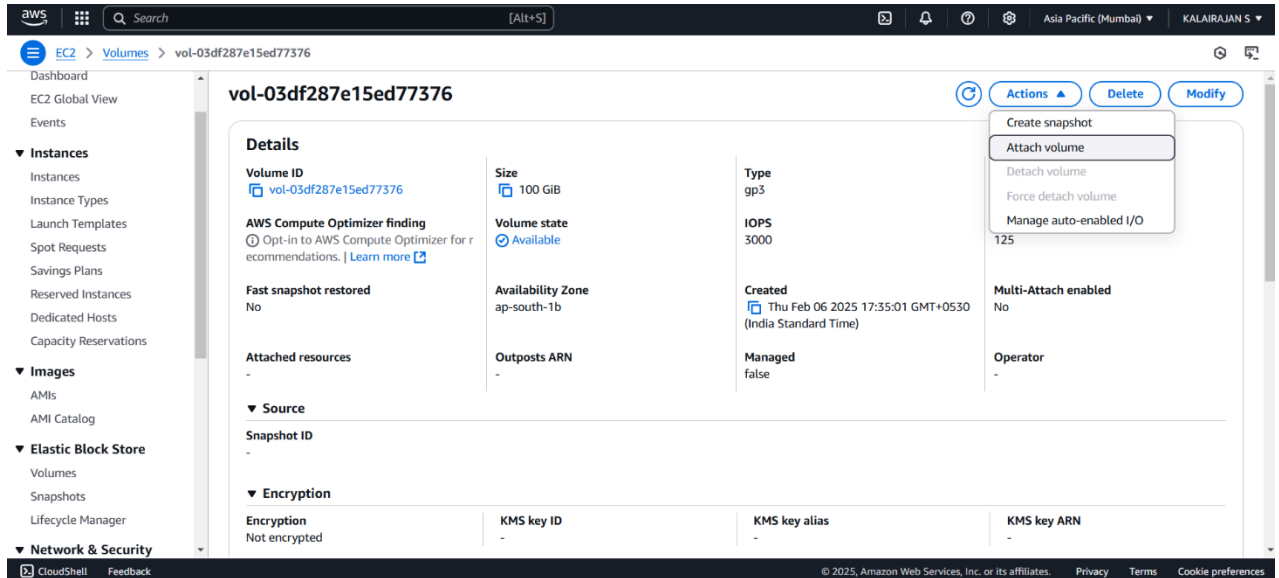 aws
Search
[Alt+S]
Asia Pacific (Mumbai) ▼
KALAIRAJAN S ▼
EC2 > Volumes > vol-03df287e15ed77376
Dashboard
EC2 Global View
Events
▼ Instances
Instances
Instance Types
Launch Templates
Spot Requests
Savings Plans
Reserved Instances
Dedicated Hosts
Capacity Reservations
▼ Images
AMIs
AMI Catalog
▼ Elastic Block Store
Volumes
Snapshots
Lifecycle Manager
▼ Network & Security
vol-03df287e15ed77376
Actions ▲
Delete
Modify
Create snapshot
Attach volume
Detach volume
Force detach volume
Manage auto-enabled I/O
Details
Volume ID
vol-03df287e15ed77376
Size
100 GiB
Type
gp3
AWS Compute Optimizer finding
Opt-in to AWS Compute Optimizer for r
ecommendations. | Learn more
Volume state
Available
IOPS
3000
125
Fast snapshot restored
No
Availability Zone
ap-south-1b
Created
Thu Feb 06 2025 17:35:01 GMT+0530
(India Standard Time)
Multi-Attach enabled
No
Attached resources
-
Outposts ARN
-
Managed
false
Operator
-
▼ Source
Snapshot ID
-
▼ Encryption
Encryption
Not encrypted
KMS key ID
-
KMS key alias
-
KMS key ARN
-
CloudShell
Feedback
© 2025, Amazon Web Services, Inc. or its affiliates.
Privacy
Terms
Cookie preferences